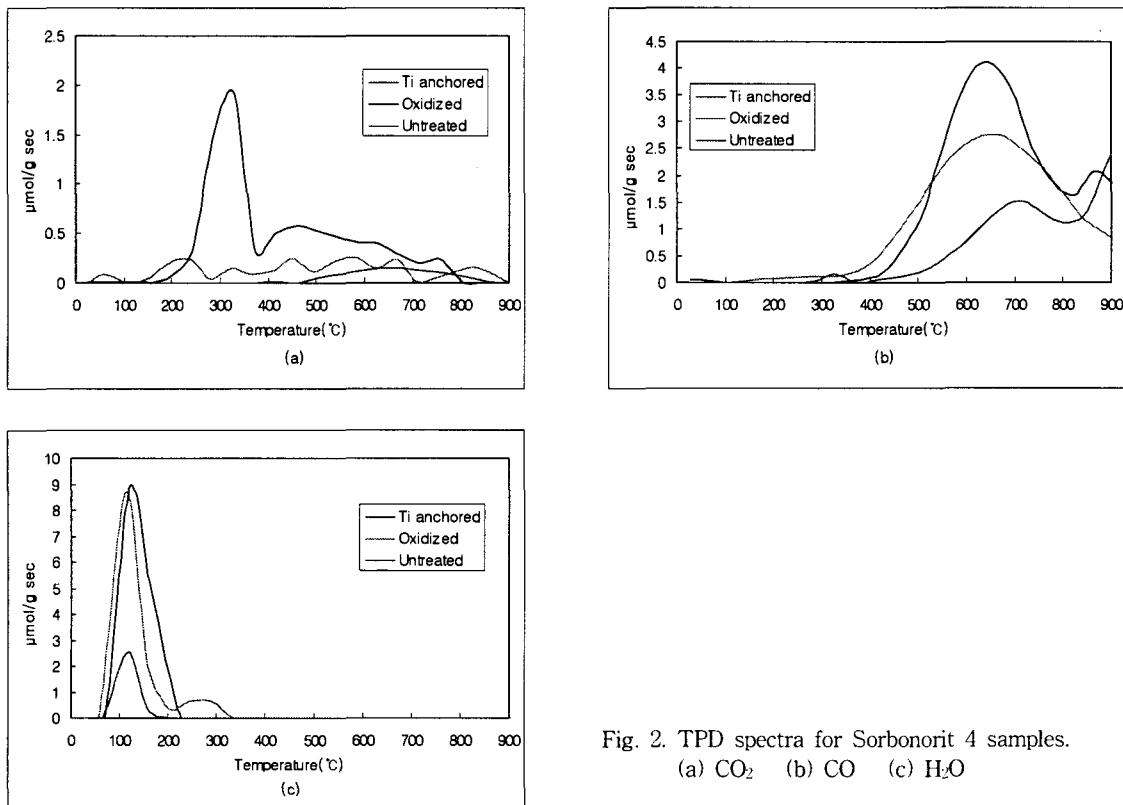 2.5
2
1.5
1
0.5
0
μmol/g sec
Ti anchored
Oxidized
Untreated
0 100 200 300 400 500 600 700 800 900
Temperature(℃)
(a)
4.5
4
3.5
3
2.5
2
1.5
1
0.5
0
μmol/g sec
Ti anchored
Oxidized
Untreated
0 100 200 300 400 500 600 700 800 900
Temperature(℃)
(b)
10
9
8
7
6
5
4
3
2
1
0
μmol/g sec
Ti anchored
Oxidized
Untreated
0 100 200 300 400 500 600 700 800 900
Temperature(℃)
(c)
Fig. 2. TPD spectra for Sorbonorit 4 samples.
(a) CO₂ (b) CO (c) H₂O